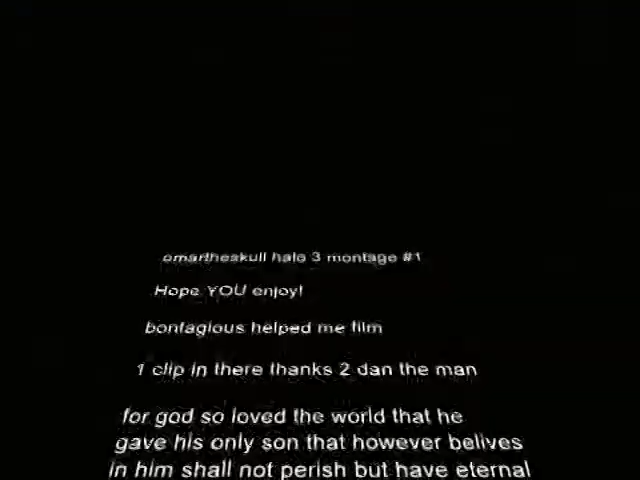 omartheskull halo 3 montage #1
Hope YOU enjoy!
bontagious helped me film
1 clip in there thanks 2 dan the man
for god so loved the world that he
gave his only son that however belives
in him shall not perish but have eternal